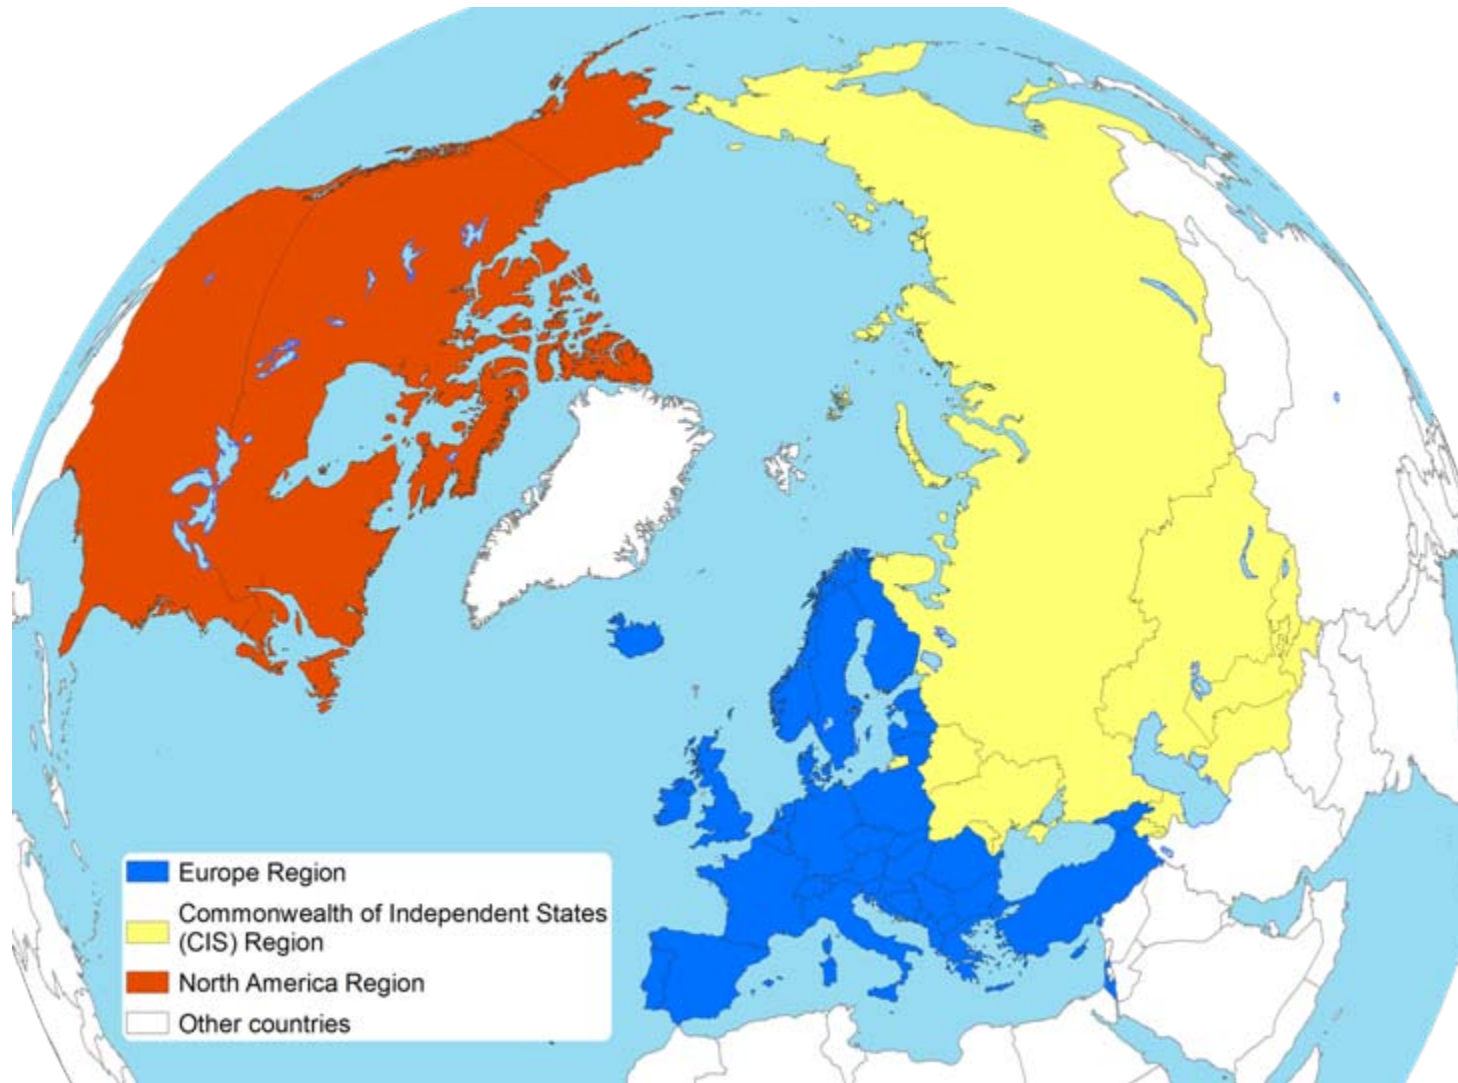 Europe Region
Commonwealth of Independent States
(CIS) Region
North America Region
Other countries